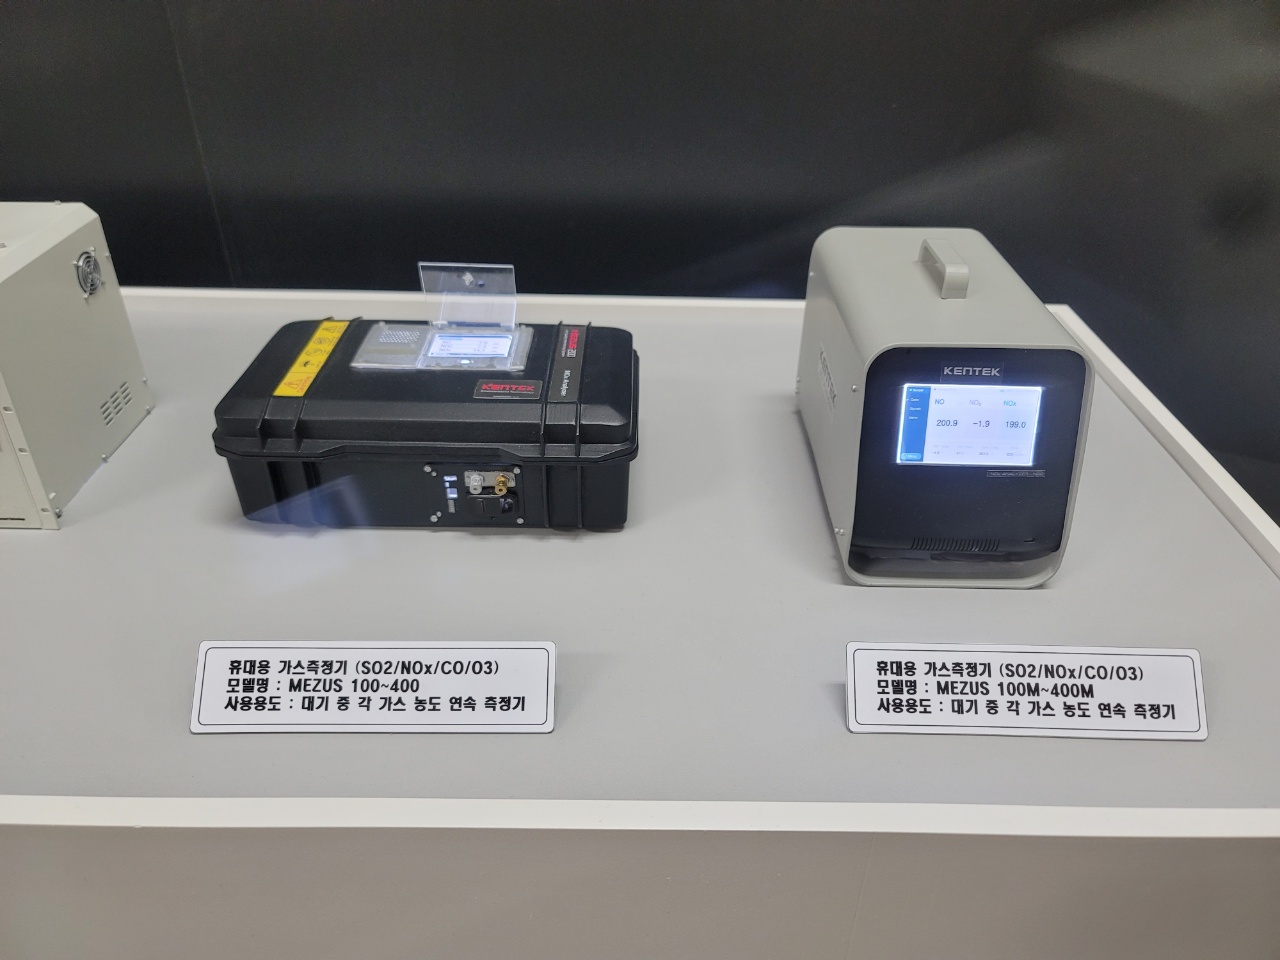 KENTEK
KENTEK
NO NO₂ NOx
200.9 -1.9 199.0
휴대용 가스측정기 (SO2/NOx/CO/O3)
모델명 : MEZUS 100~400
사용용도 : 대기 중 각 가스 농도 연속 측정기
휴대용 가스측정기 (SO2/NOx/CO/O3)
모델명 : MEZUS 100M~400M
사용용도 : 대기 중 각 가스 농도 연속 측정기